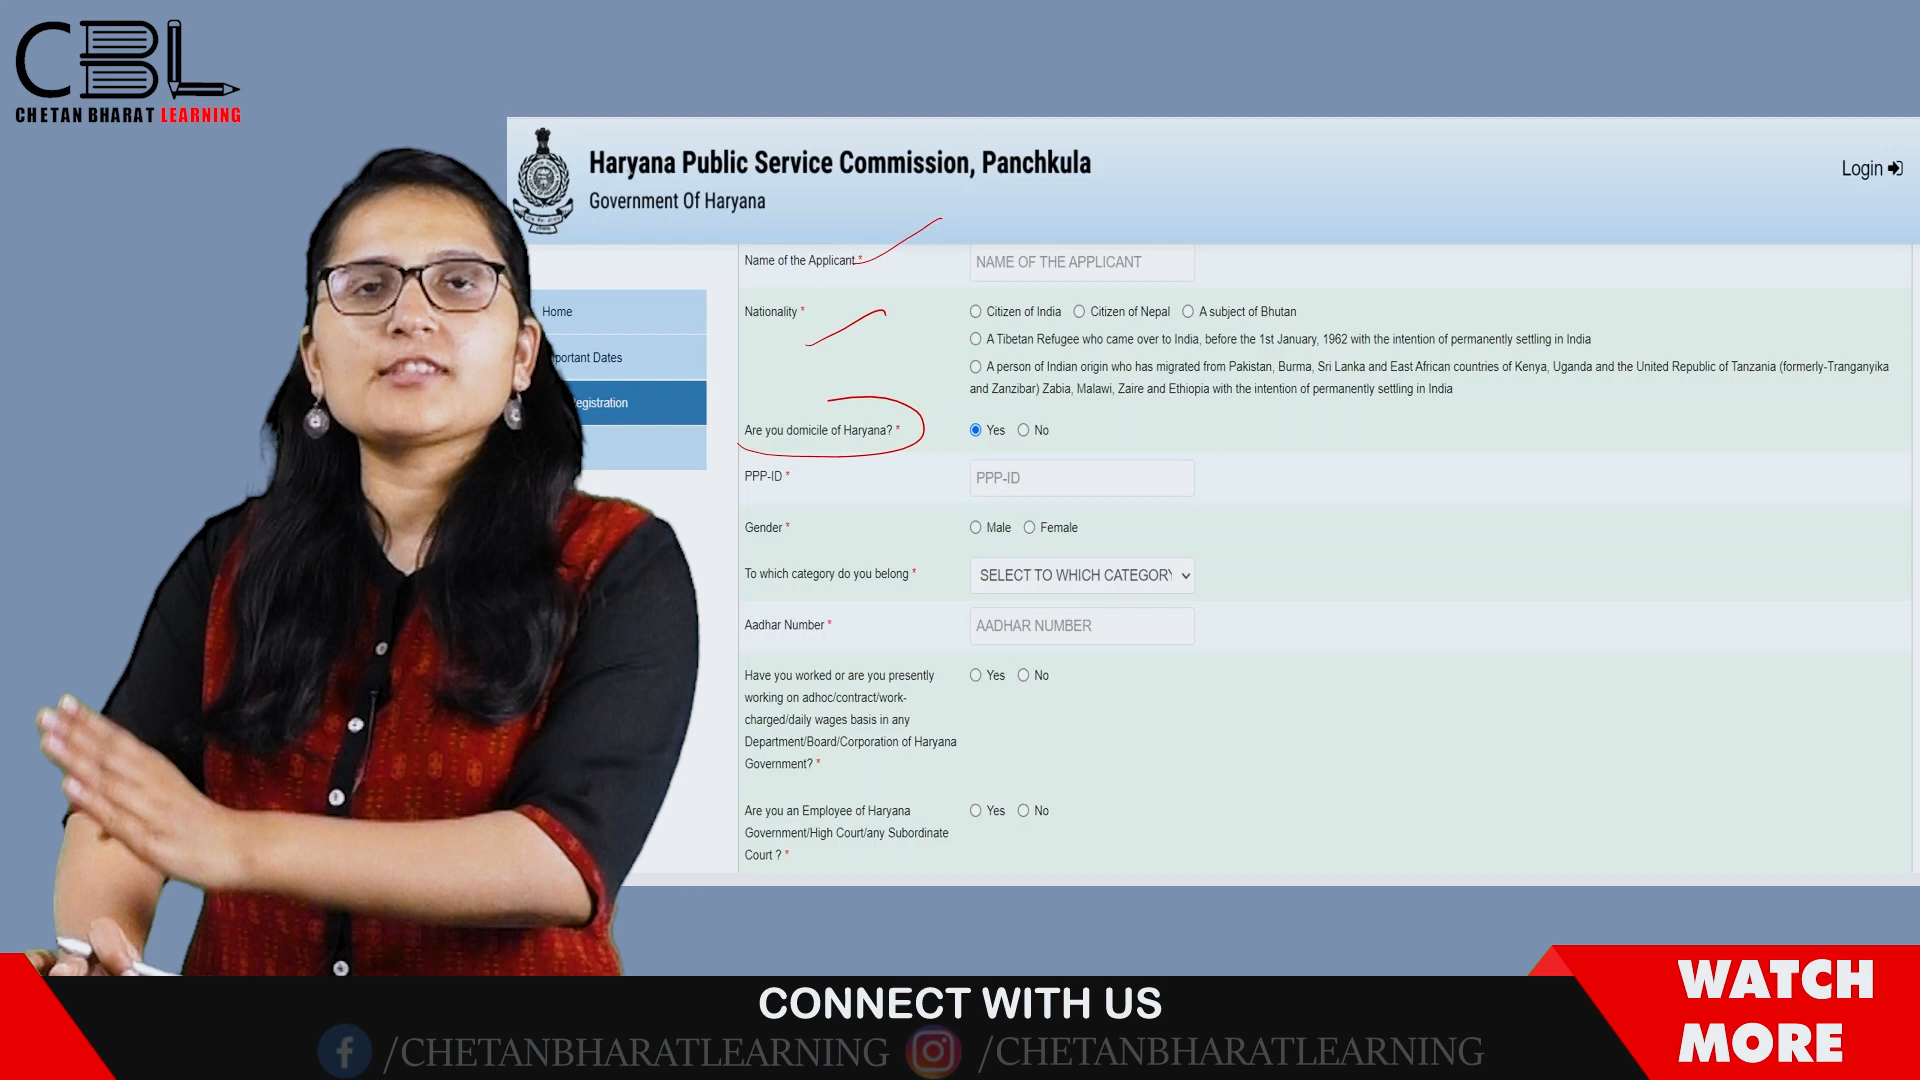 CBL
CHETAN BHARAT LEARNING
Haryana Public Service Commission, Panchkula
Government Of Haryana
Login
Home
portant Dates
egistration
Name of the Applicant *
NAME OF THE APPLICANT
Nationality *
Citizen of India Citizen of Nepal A subject of Bhutan
A Tibetan Refugee who came over to India, before the 1st January, 1962 with the intention of permanently settling in India
A person of Indian origin who has migrated from Pakistan, Burma, Sri Lanka and East African countries of Kenya, Uganda and the United Republic of Tanzania (formerly-Tranganyika
and Zanzibar) Zabia, Malawi, Zaire and Ethiopia with the intention of permanently settling in India
Are you domicile of Haryana? *
Yes No
PPP-ID *
PPP-ID
Gender *
Male Female
To which category do you belong *
SELECT TO WHICH CATEGORY
Aadhar Number *
AADHAR NUMBER
Have you worked or are you presently
working on adhoc/contract/work-
charged/daily wages basis in any
Department/Board/Corporation of Haryana
Government? *
Yes No
Are you an Employee of Haryana
Government/High Court/any Subordinate
Court ? *
Yes No
CONNECT WITH US
/CHETANBHARATLEARNING
/CHETANBHARATLEARNING
WATCH
MORE